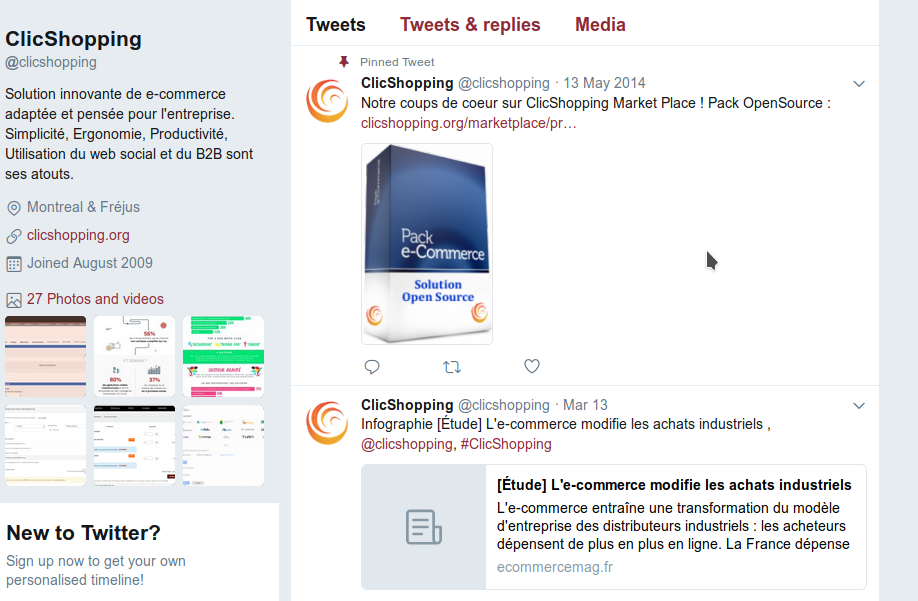 ClicShopping
@clicshopping
Solution innovante de e-commerce
adaptée et pensée pour l'entreprise.
Simplicité, Ergonomie, Productivité,
Utilisation du web social et du B2B sont
ses atouts.
Montreal & Fréjus
clicshopping.org
Joined August 2009
27 Photos and videos
56%
80%
37%
New to Twitter?
Sign up now to get your own
personalised timeline!
Tweets Tweets & replies Media
Pinned Tweet
ClicShopping @clicshopping · 13 May 2014
Notre coups de coeur sur ClicShopping Market Place ! Pack OpenSource :
clicshopping.org/marketplace/pr…
Pack
e-Commerce
Solution
Open Source
ClicShopping @clicshopping · Mar 13
Infographie [Étude] L'e-commerce modifie les achats industriels ,
@clicshopping, #ClicShopping
[Étude] L'e-commerce modifie les achats industriels
L'e-commerce entraîne une transformation du modèle
d'entreprise des distributeurs industriels : les acheteurs
dépensent de plus en plus en ligne. La France dépense
ecommercemag.fr